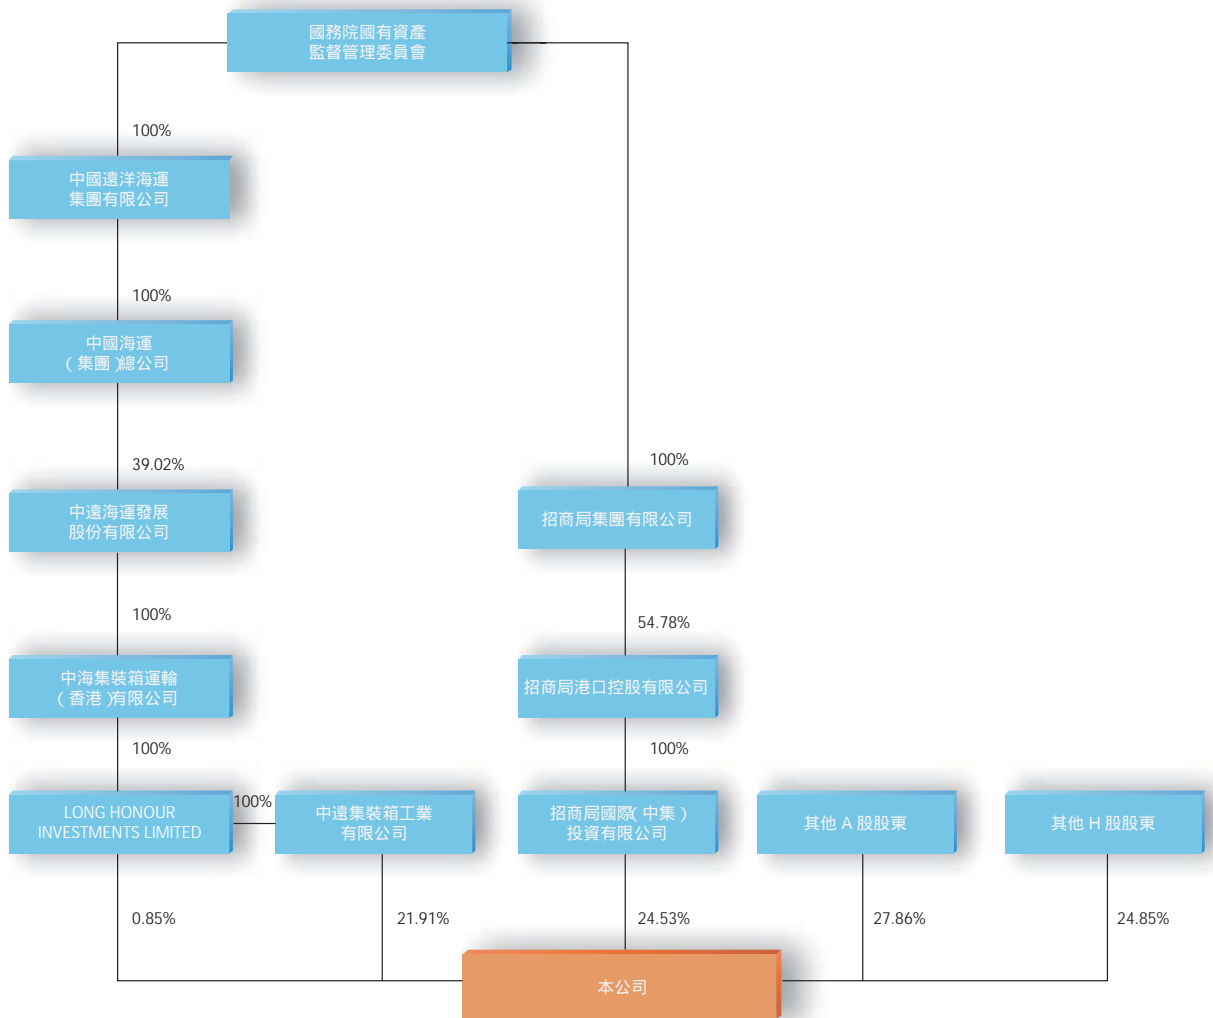 國務院國有資產
監督管理委員會
100%
中國遠洋海運
集團有限公司
100%
中國海運
（集團）總公司
39.02%
100%
中遠海運發展
股份有限公司
招商局集團有限公司
100%
54.78%
中海集裝箱運輸
（香港）有限公司
招商局港口控股有限公司
100%
100%
LONG HONOUR
INVESTMENTS LIMITED
100%
中遠集裝箱工業
有限公司
招商局國際（中集）
投資有限公司
其他 A 股股東
其他 H 股股東
0.85%
21.91%
24.53%
27.86%
24.85%
本公司